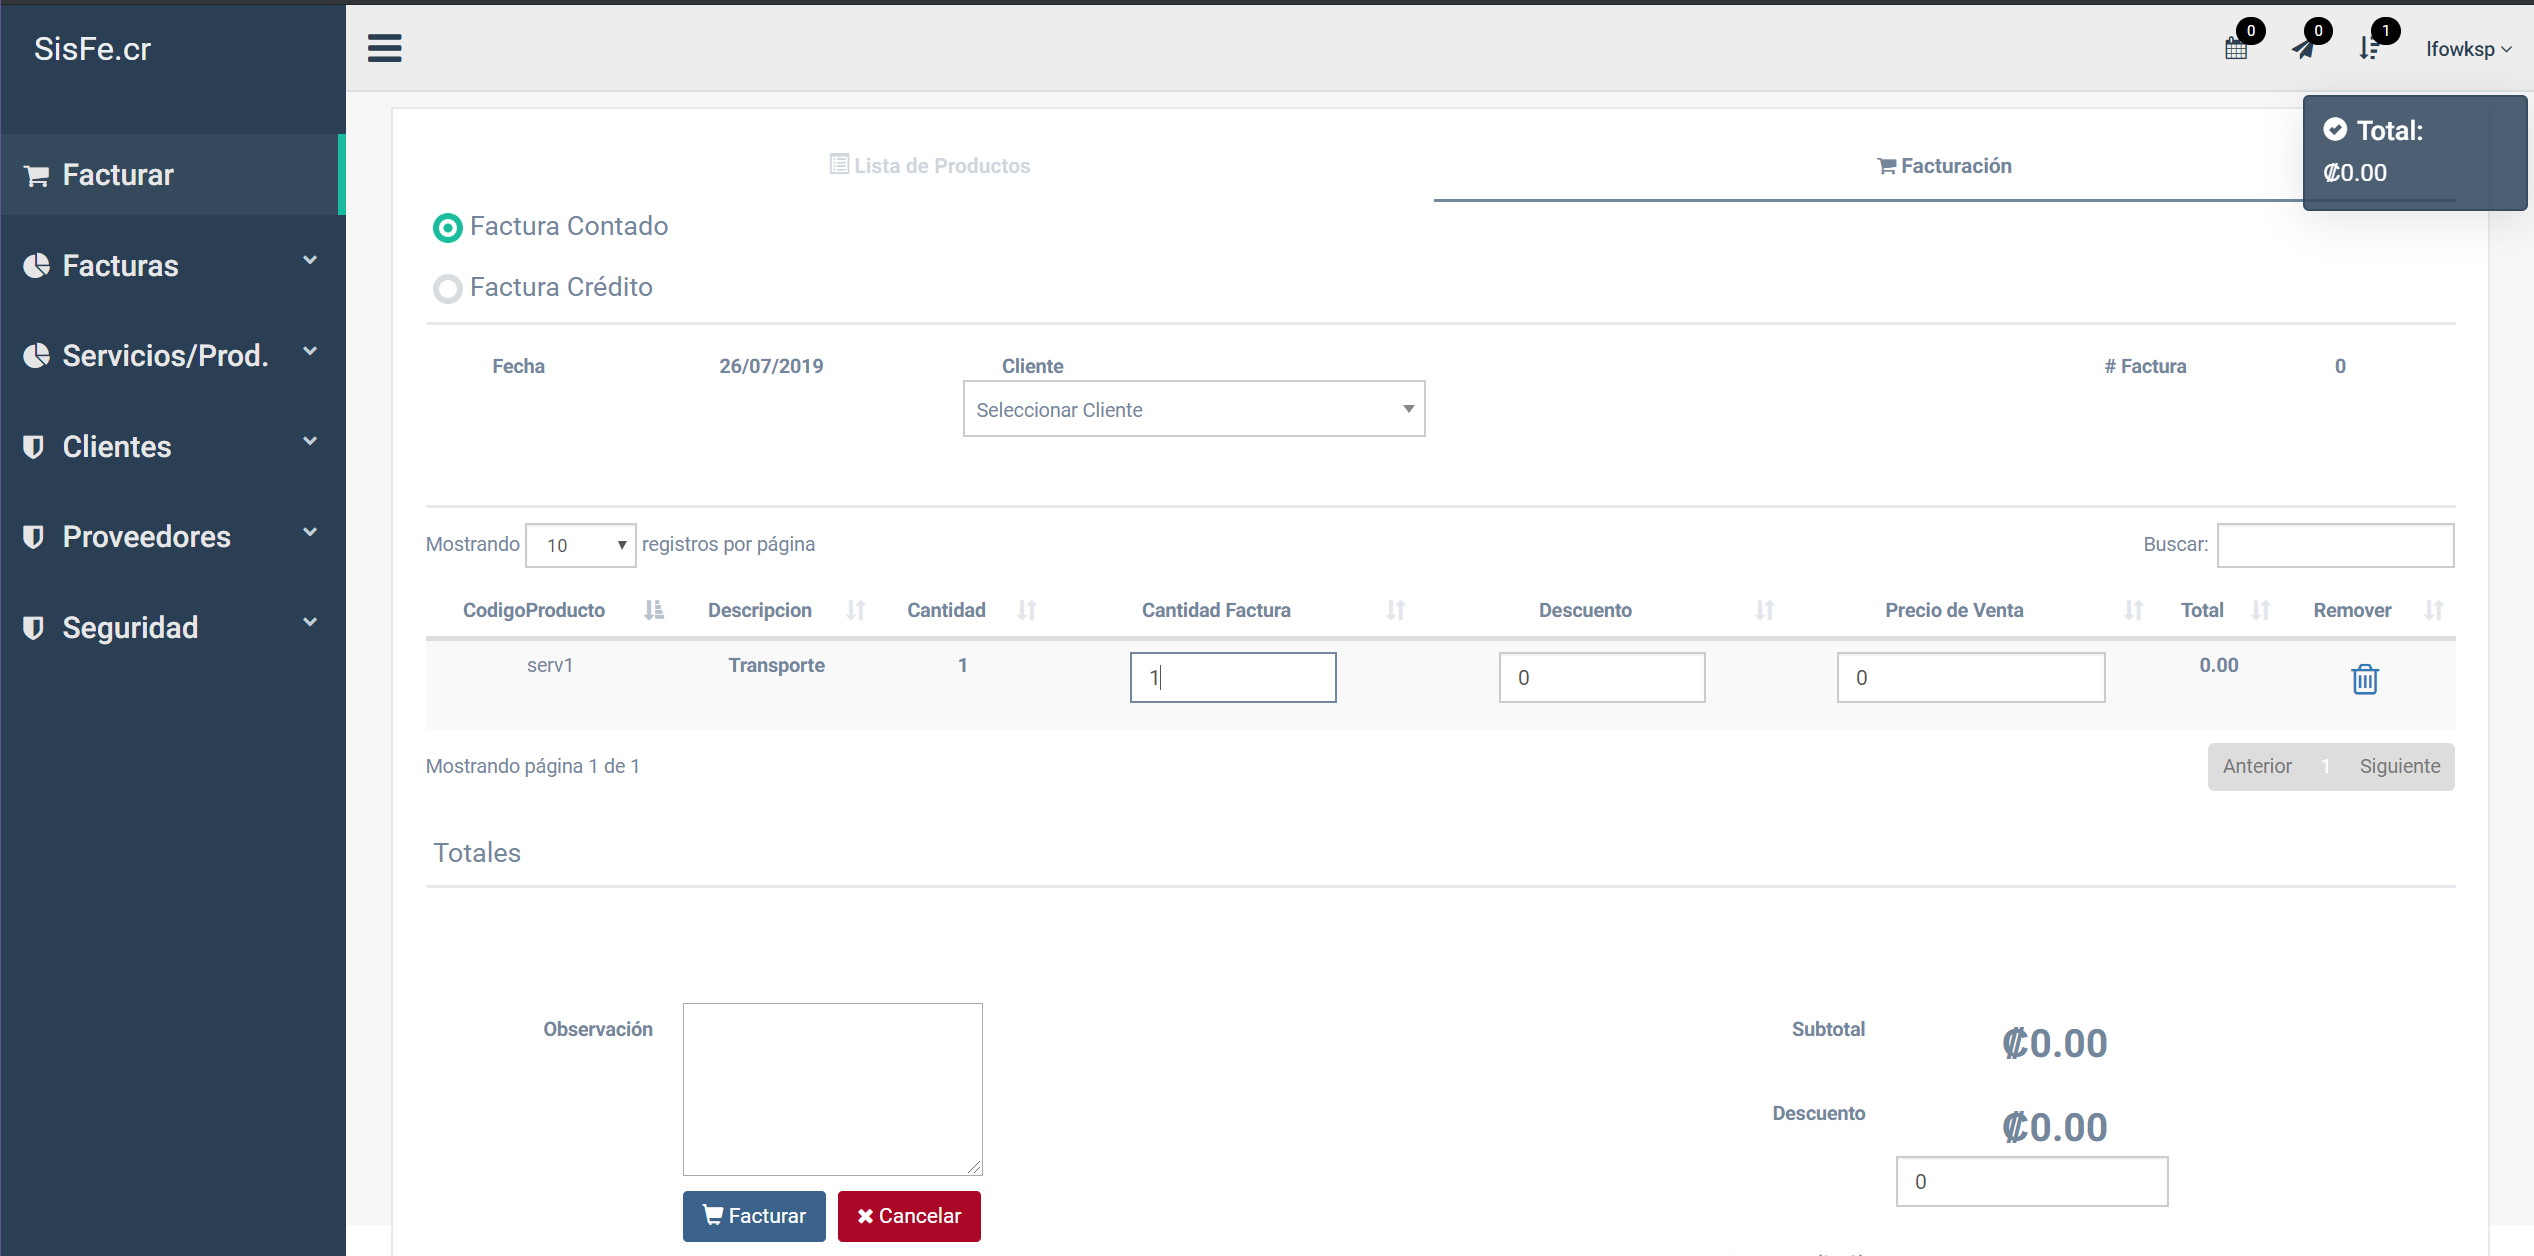 SisFe.cr
0
0
1
lfowksp
Facturar
Facturas
Servicios/Prod.
Clientes
Proveedores
Seguridad
Total:
₡0.00
Lista de Productos
Facturación
Factura Contado
Factura Crédito
Fecha 26/07/2019 Cliente # Factura 0
Seleccionar Cliente
Mostrando 10 registros por página Buscar:
CodigoProducto Descripcion Cantidad Cantidad Factura Descuento Precio de Venta Total Remover
serv1 Transporte 1 1 0 0 0.00
Mostrando página 1 de 1 Anterior 1 Siguiente
Totales
Observación
Subtotal ₡0.00
Descuento ₡0.00
0
Facturar Cancelar